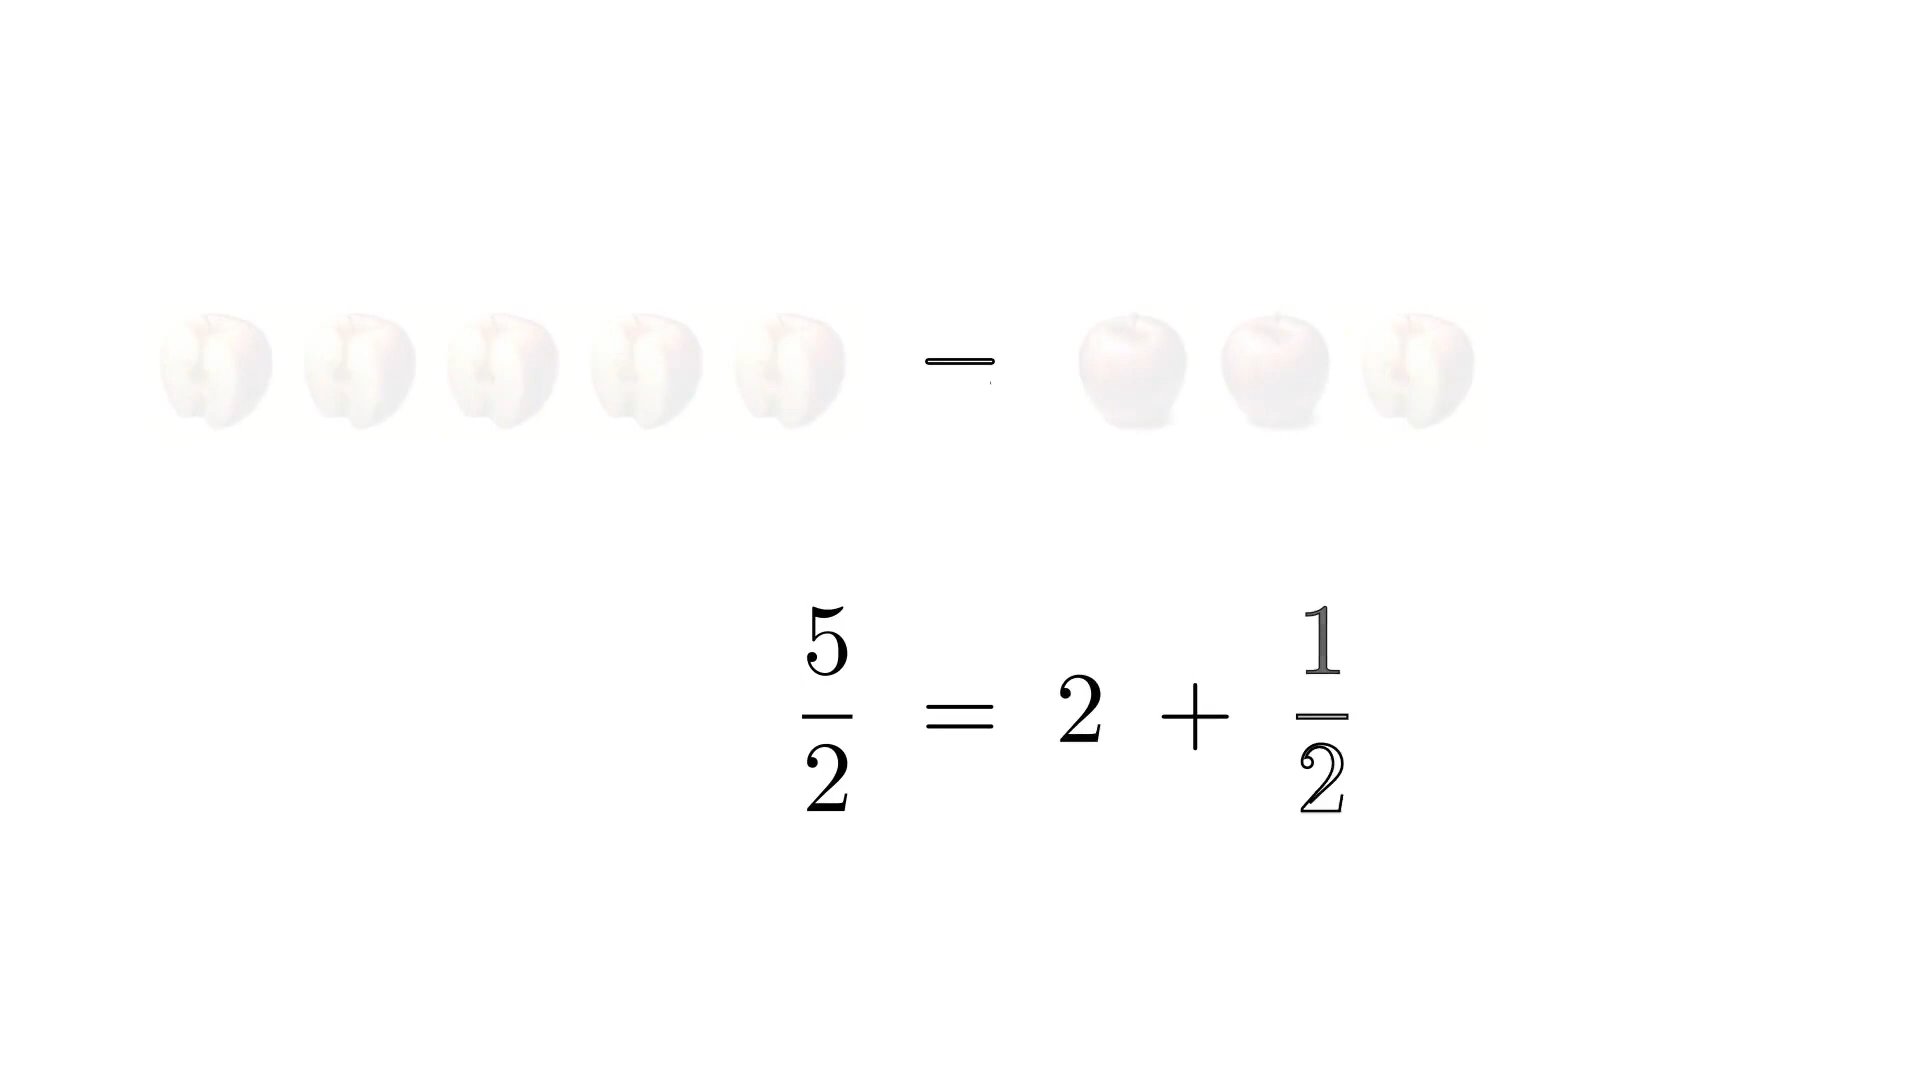 —
5/2 = 2 + 1/2